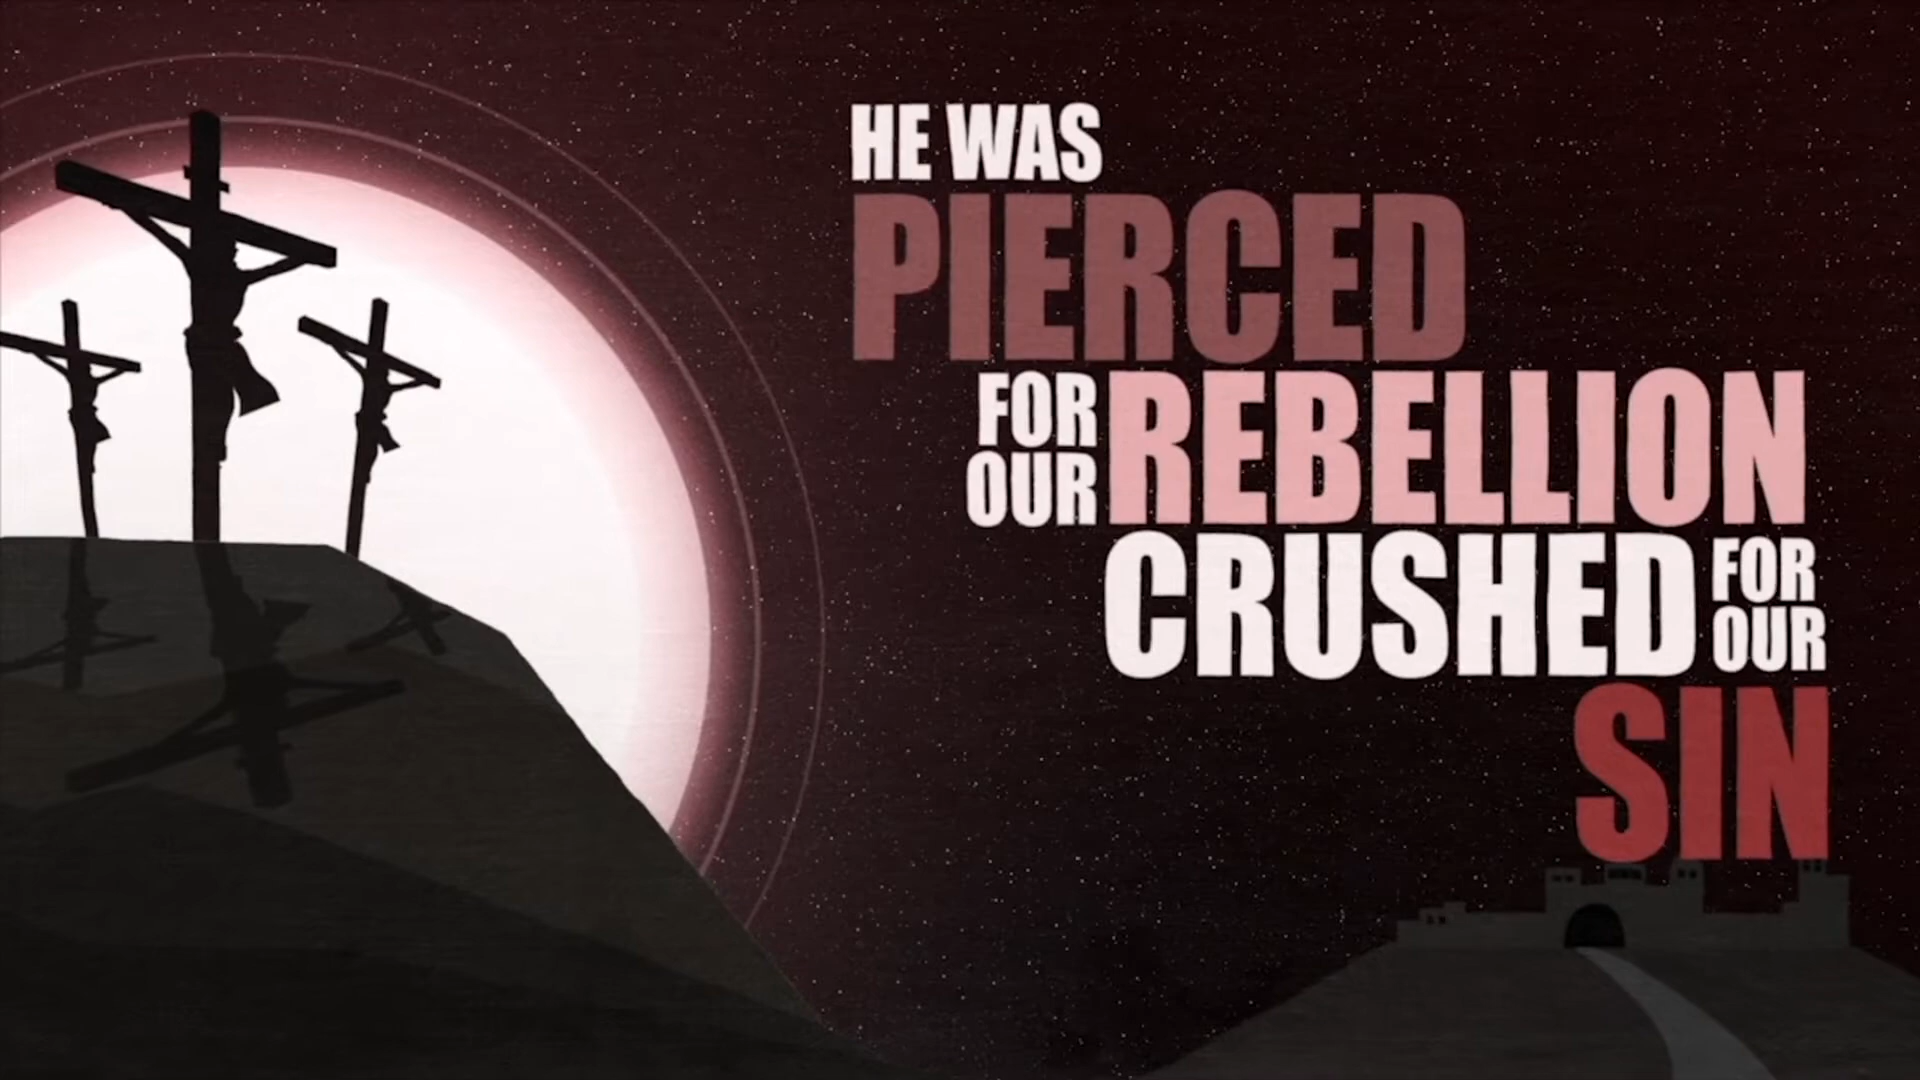 HE WAS
PIERCED
FOR OUR REBELLION
CRUSHED FOR OUR
SIN